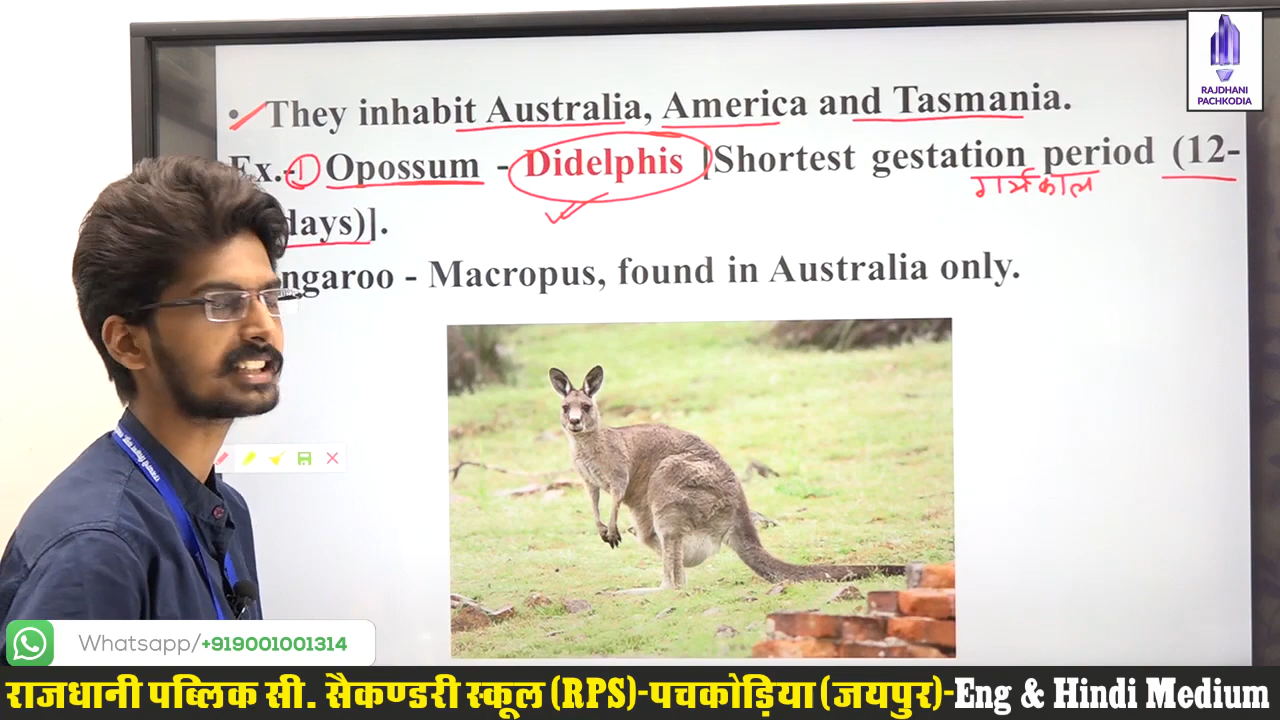 • They inhabit Australia, America and Tasmania.
RAJDHANI
PACHKODIA
Ex.- 1 Opossum - Didelphis [Shortest gestation period (12-
गर्भकाल
days)].
ngaroo - Macropus, found in Australia only.
Whatsapp/+919001001314
राजधानी पब्लिक सी. सैकण्डरी स्कूल (RPS)-पचकोड़िया (जयपुर)-Eng & Hindi Medium